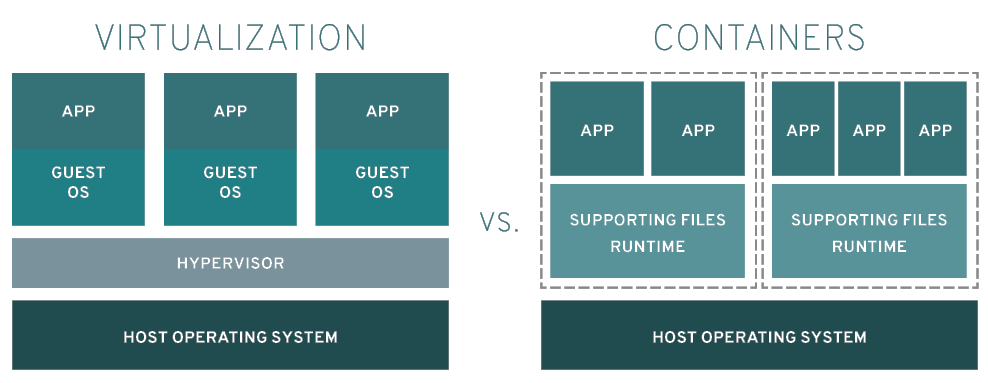 VIRTUALIZATION
APP
GUEST
OS
APP
GUEST
OS
APP
GUEST
OS
HYPERVISOR
HOST OPERATING SYSTEM
VS.
CONTAINERS
APP
APP
SUPPORTING FILES
RUNTIME
APP
APP
APP
SUPPORTING FILES
RUNTIME
HOST OPERATING SYSTEM